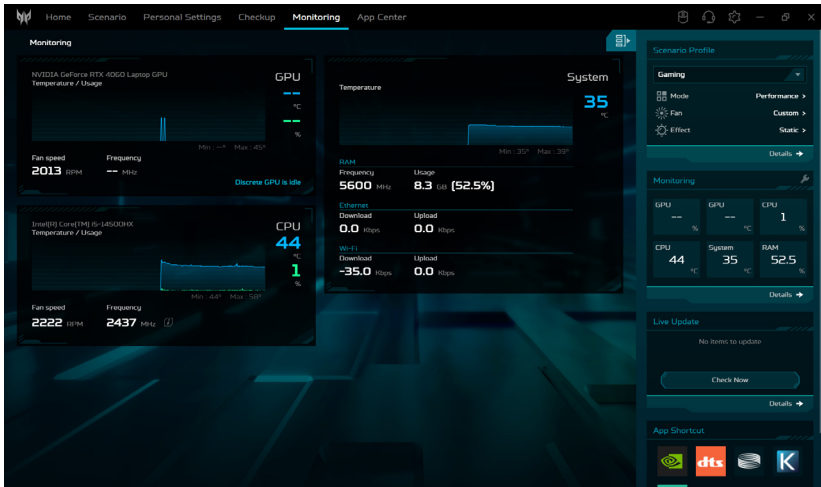 Home Scenario Personal Settings Checkup Monitoring App Center
Monitoring
NVIDIA GeForce RTX 4060 Laptop GPU
Temperature / Usage
GPU
--
°C
--
%
Min : --° Max : 45°
Fan speed Frequency
2013 RPM -- MHz
Discrete GPU is idle
Intel(R) Core(TM) i5-14500HX
Temperature / Usage
CPU
44
°C
1
%
Min : 44° Max : 58°
Fan speed Frequency
2222 RPM 2437 MHz i
System
Temperature
35
°C
Min : 35° Max : 39°
RAM
Frequency Usage
5600 MHz 8.3 GB (52.5%)
Ethernet
Download Upload
0.0 Kbps 0.0 Kbps
Wi-Fi
Download Upload
-35.0 Kbps 0.0 Kbps
Scenario Profile
Gaming
Mode Performance >
Fan Custom >
Effect Static >
Details
Monitoring
GPU GPU CPU
-- -- 1
% °C %
CPU System RAM
44 35 52.5
°C °C %
Details
Live Update
No items to update
Check Now
Details
App Shortcut
dts K